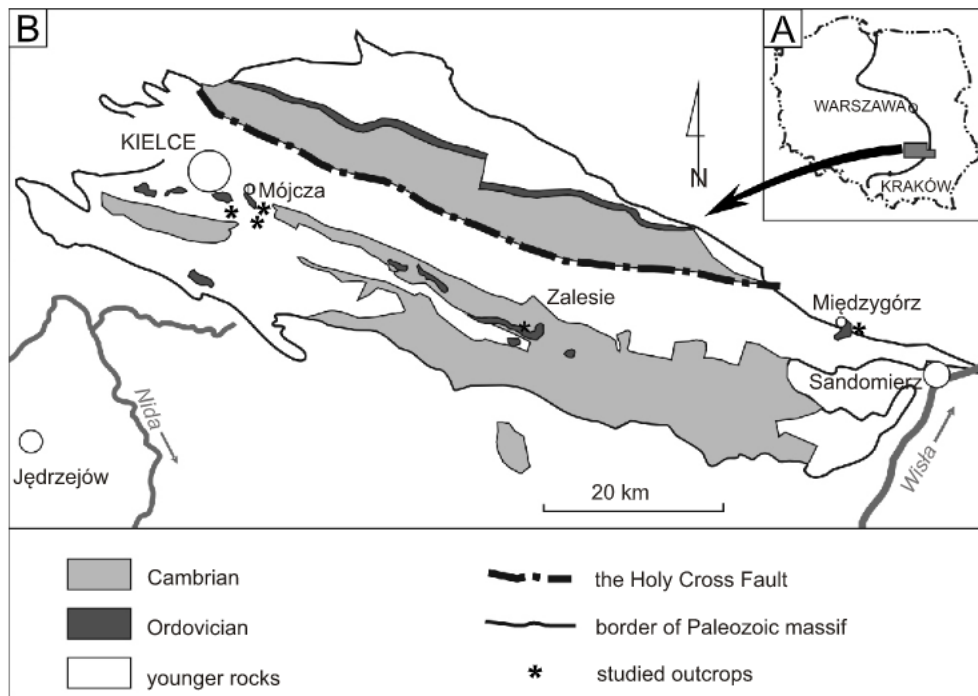 B
A
WARSZAWA
KRAKÓW
N
KIELCE
Mójcza
Zalesie
Międzygórz
Sandomierz
Nida
Wisła
Jędrzejów
20 km
Cambrian
Ordovician
younger rocks
the Holy Cross Fault
border of Paleozoic massif
studied outcrops